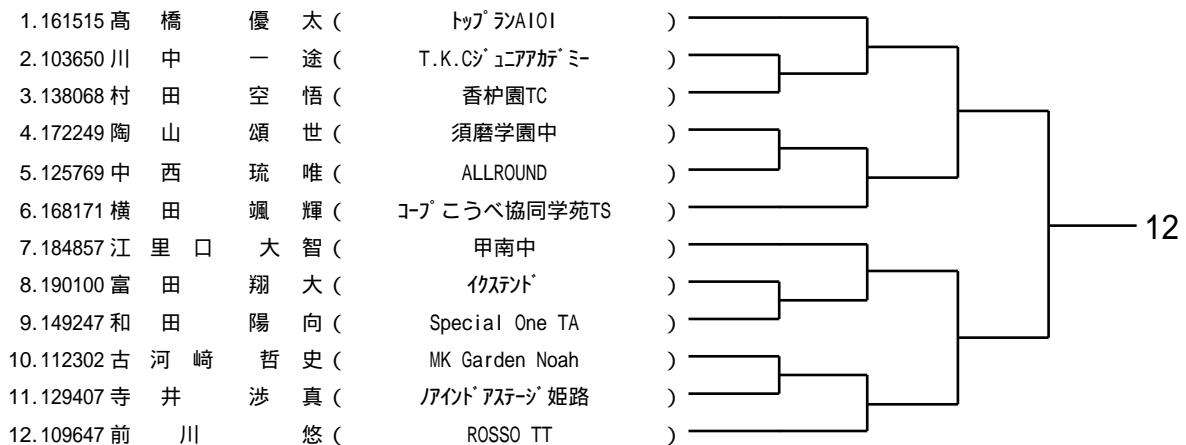 1.161515 髙 橋 優 太 ( トップランAIOI )
2.103650 川 中 一 途 ( T.K.Cジュニアアカデミー )
3.138068 村 田 空 悟 ( 香枦園TC )
4.172249 陶 山 頌 世 ( 須磨学園中 )
5.125769 中 西 琉 唯 ( ALLROUND )
6.168171 横 田 颯 輝 ( コープこうべ協同学苑TS )
12
7.184857 江 里 口 大 智 ( 甲南中 )
8.190100 富 田 翔 大 ( イクステンド )
9.149247 和 田 陽 向 ( Special One TA )
10.112302 古 河 﨑 哲 史 ( MK Garden Noah )
11.129407 寺 井 渉 真 ( ノアインドアステージ姫路 )
12.109647 前 川 悠 ( ROSSO TT )